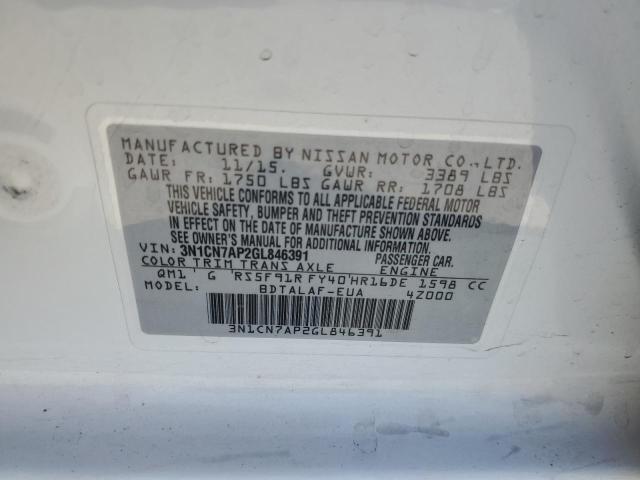 MANUFACTURED BY NISSAN MOTOR CO.,LTD.
DATE: 11/15. GVWR: 3389 LBS
GAWR FR: 1750 LBS GAWR RR: 1708 LBS
THIS VEHICLE CONFORMS TO ALL APPLICABLE FEDERAL MOTOR
VEHICLE SAFETY, BUMPER AND THEFT PREVENTION STANDARDS
IN EFFECT ON THE DATE OF MANUFACTURE SHOWN ABOVE.
SEE OWNER'S MANUAL FOR ADDITIONAL INFORMATION.
VIN: 3N1CN7AP2GL846391 PASSENGER CAR.
COLOR TRIM TRANS AXLE ENGINE
QM1' G 'RS5F91R FY40'HR16DE 1598 CC
MODEL: BDTALAF-EUA 4Z000
3N1CN7AP2GL846391